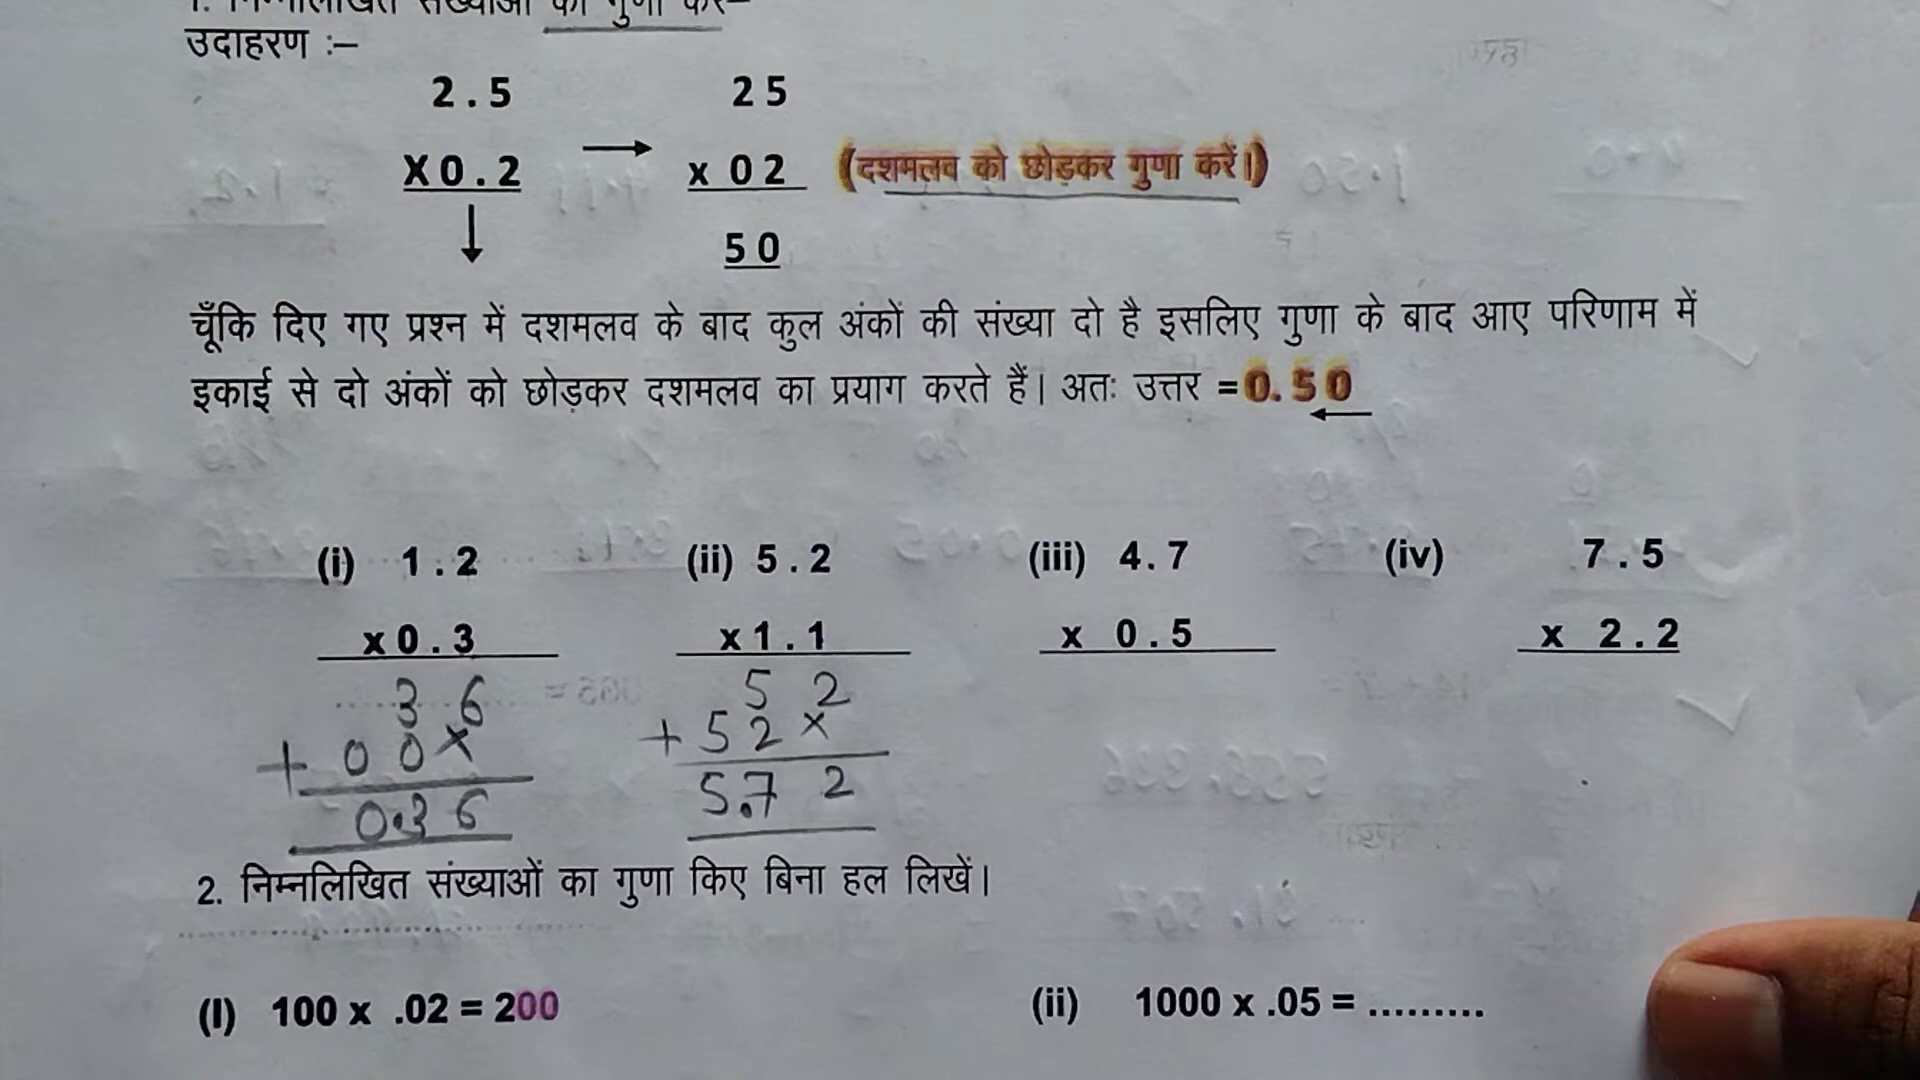 1. निम्नलिखित संख्याओं का गुणा करें–
उदाहरण :–
2.5 25
X0.2 → x 02 (दशमलव को छोड़कर गुणा करें।)
↓ 50
चूँकि दिए गए प्रश्न में दशमलव के बाद कुल अंकों की संख्या दो है इसलिए गुणा के बाद आए परिणाम में
इकाई से दो अंकों को छोड़कर दशमलव का प्रयाग करते हैं। अतः उत्तर =0.50
(i) 1.2 (ii) 5.2 (iii) 4.7 (iv) 7.5
x0.3 x1.1 x 0.5 x 2.2
36 52
+00x +52x
0.36 5.72
2. निम्नलिखित संख्याओं का गुणा किए बिना हल लिखें।
(I) 100 x .02 = 200 (ii) 1000 x .05 = .........